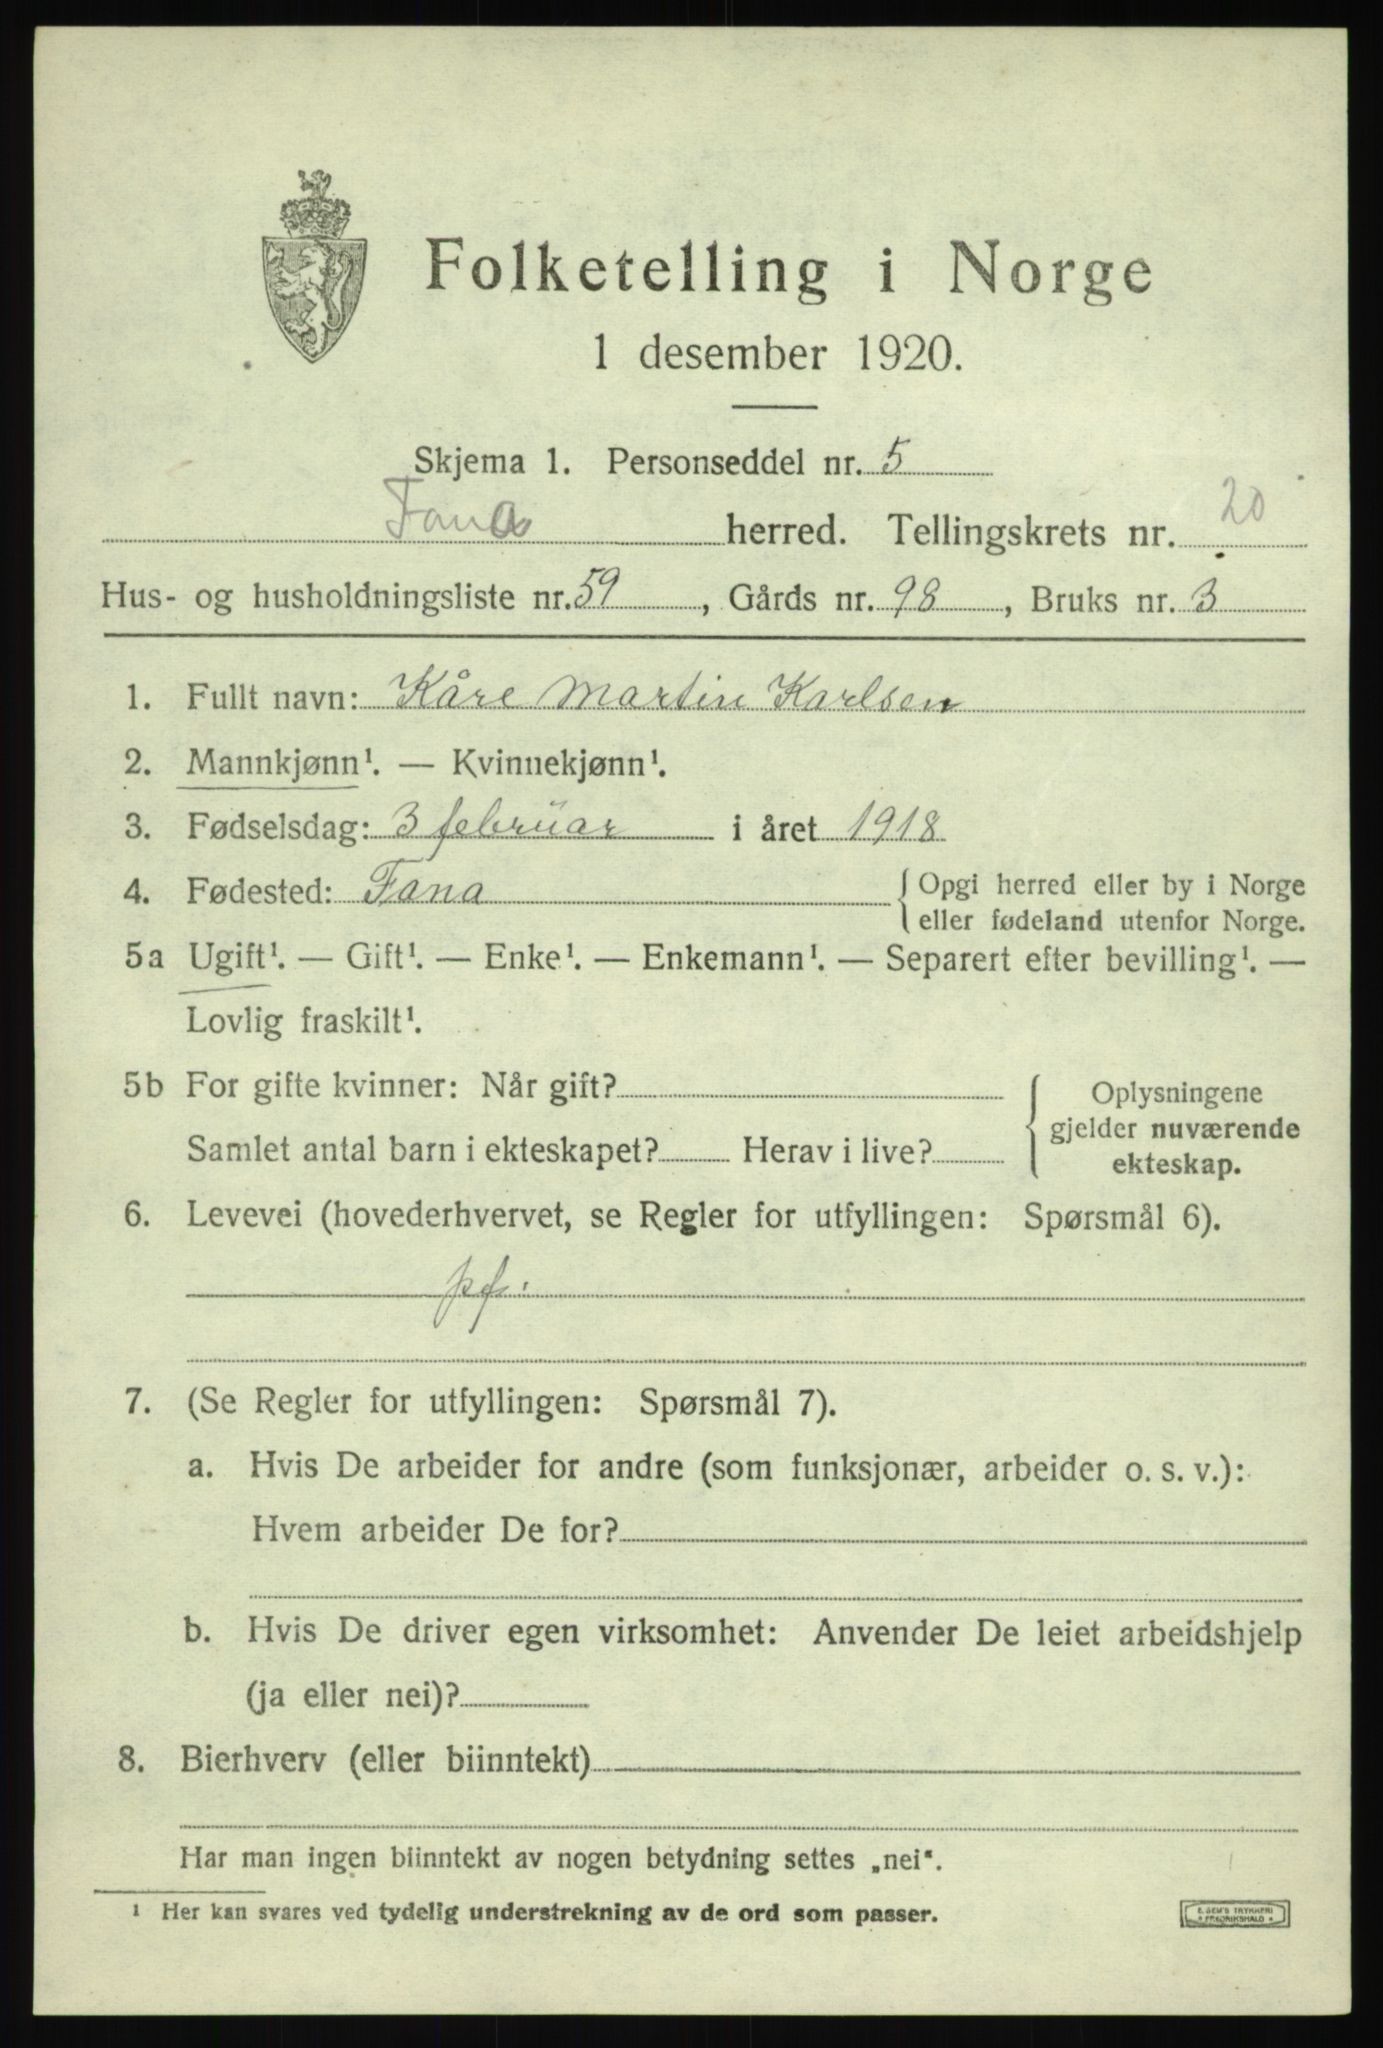 Folketelling i Norge
1 desember 1920.
Skjema 1. Personseddel nr. 5
Fana herred. Tellingskrets nr. 20
Hus- og husholdningsliste nr. 59, Gårds nr. 98, Bruks nr. 3
1. Fullt navn: Kåre Martin Karlsen
2. Mannkjønn¹. — Kvinnekjønn¹.
3. Fødselsdag: 3 februar i året 1918
4. Fødested: Fana { Opgi herred eller by i Norge
eller fødeland utenfor Norge.
5a Ugift¹. — Gift¹. — Enke¹. — Enkemann¹. — Separert efter bevilling¹. —
Lovlig fraskilt¹.
5b For gifte kvinner: Når gift? { Oplysningene
gjelder nuværende
Samlet antal barn i ekteskapet? Herav i live?
ekteskap.
6. Levevei (hovederhvervet, se Regler for utfyllingen: Spørsmål 6).
pf.
7. (Se Regler for utfyllingen: Spørsmål 7).
a. Hvis De arbeider for andre (som funksjonær, arbeider o. s. v.):
Hvem arbeider De for?
b. Hvis De driver egen virksomhet: Anvender De leiet arbeidshjelp
(ja eller nei)?
8. Bierhverv (eller biinntekt)
Har man ingen biinntekt av nogen betydning settes „nei“.
¹ Her kan svares ved tydelig understrekning av de ord som passer.
E. SEM'S TRYKKERI
FREDRIKSHALD